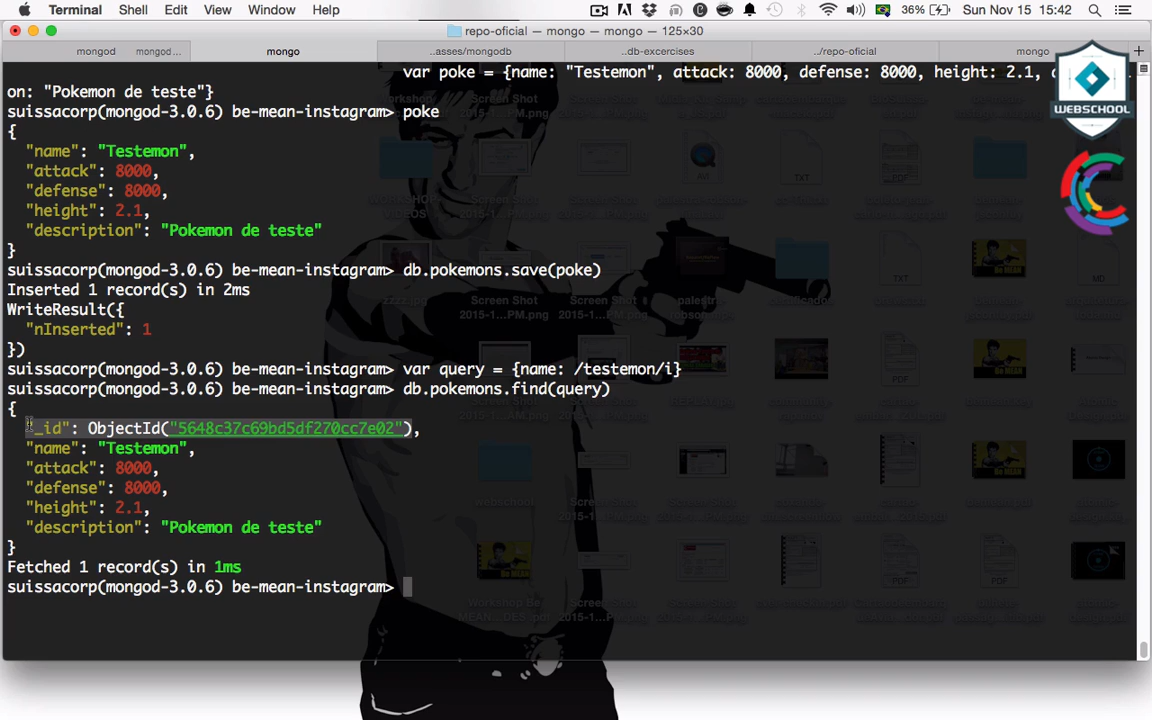 Terminal Shell Edit View Window Help 36% Sun Nov 15 15:42
repo-oficial — mongo — mongo — 125×30
mongod mongod... mongo ..asses/mongodb ..db-excercises ../repo-oficial mongo
var poke = {name: "Testemon", attack: 8000, defense: 8000, height: 2.1,
on: "Pokemon de teste"}
suissacorp(mongod-3.0.6) be-mean-instagram> poke
{
"name": "Testemon",
"attack": 8000,
"defense": 8000,
"height": 2.1,
"description": "Pokemon de teste"
}
suissacorp(mongod-3.0.6) be-mean-instagram> db.pokemons.save(poke)
Inserted 1 record(s) in 2ms
WriteResult({
"nInserted": 1
})
suissacorp(mongod-3.0.6) be-mean-instagram> var query = {name: /testemon/i}
suissacorp(mongod-3.0.6) be-mean-instagram> db.pokemons.find(query)
{
"_id": ObjectId("5648c37c69bd5df270cc7e02"),
"name": "Testemon",
"attack": 8000,
"defense": 8000,
"height": 2.1,
"description": "Pokemon de teste"
}
Fetched 1 record(s) in 1ms
suissacorp(mongod-3.0.6) be-mean-instagram>
WEBSCHOOL